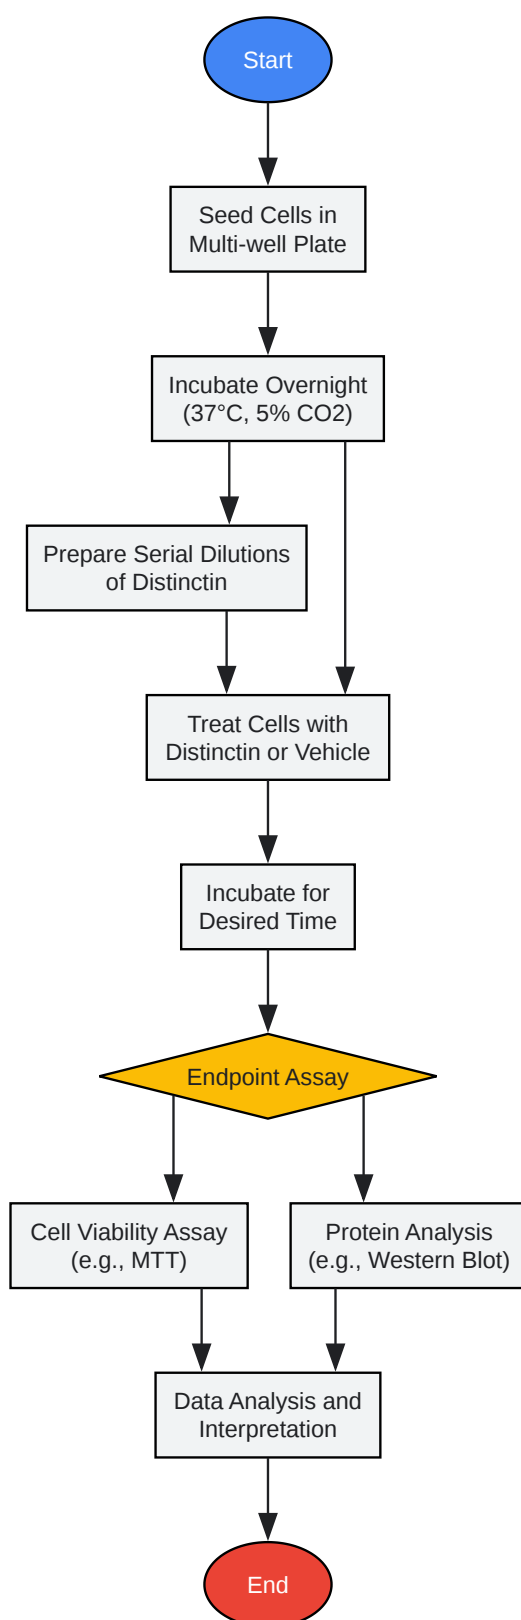 Start
Seed Cells in
Multi-well Plate
Incubate Overnight
(37°C, 5% CO2)
Prepare Serial Dilutions
of Distinctin
Treat Cells with
Distinctin or Vehicle
Incubate for
Desired Time
Endpoint Assay
Cell Viability Assay
(e.g., MTT)
Protein Analysis
(e.g., Western Blot)
Data Analysis and
Interpretation
End